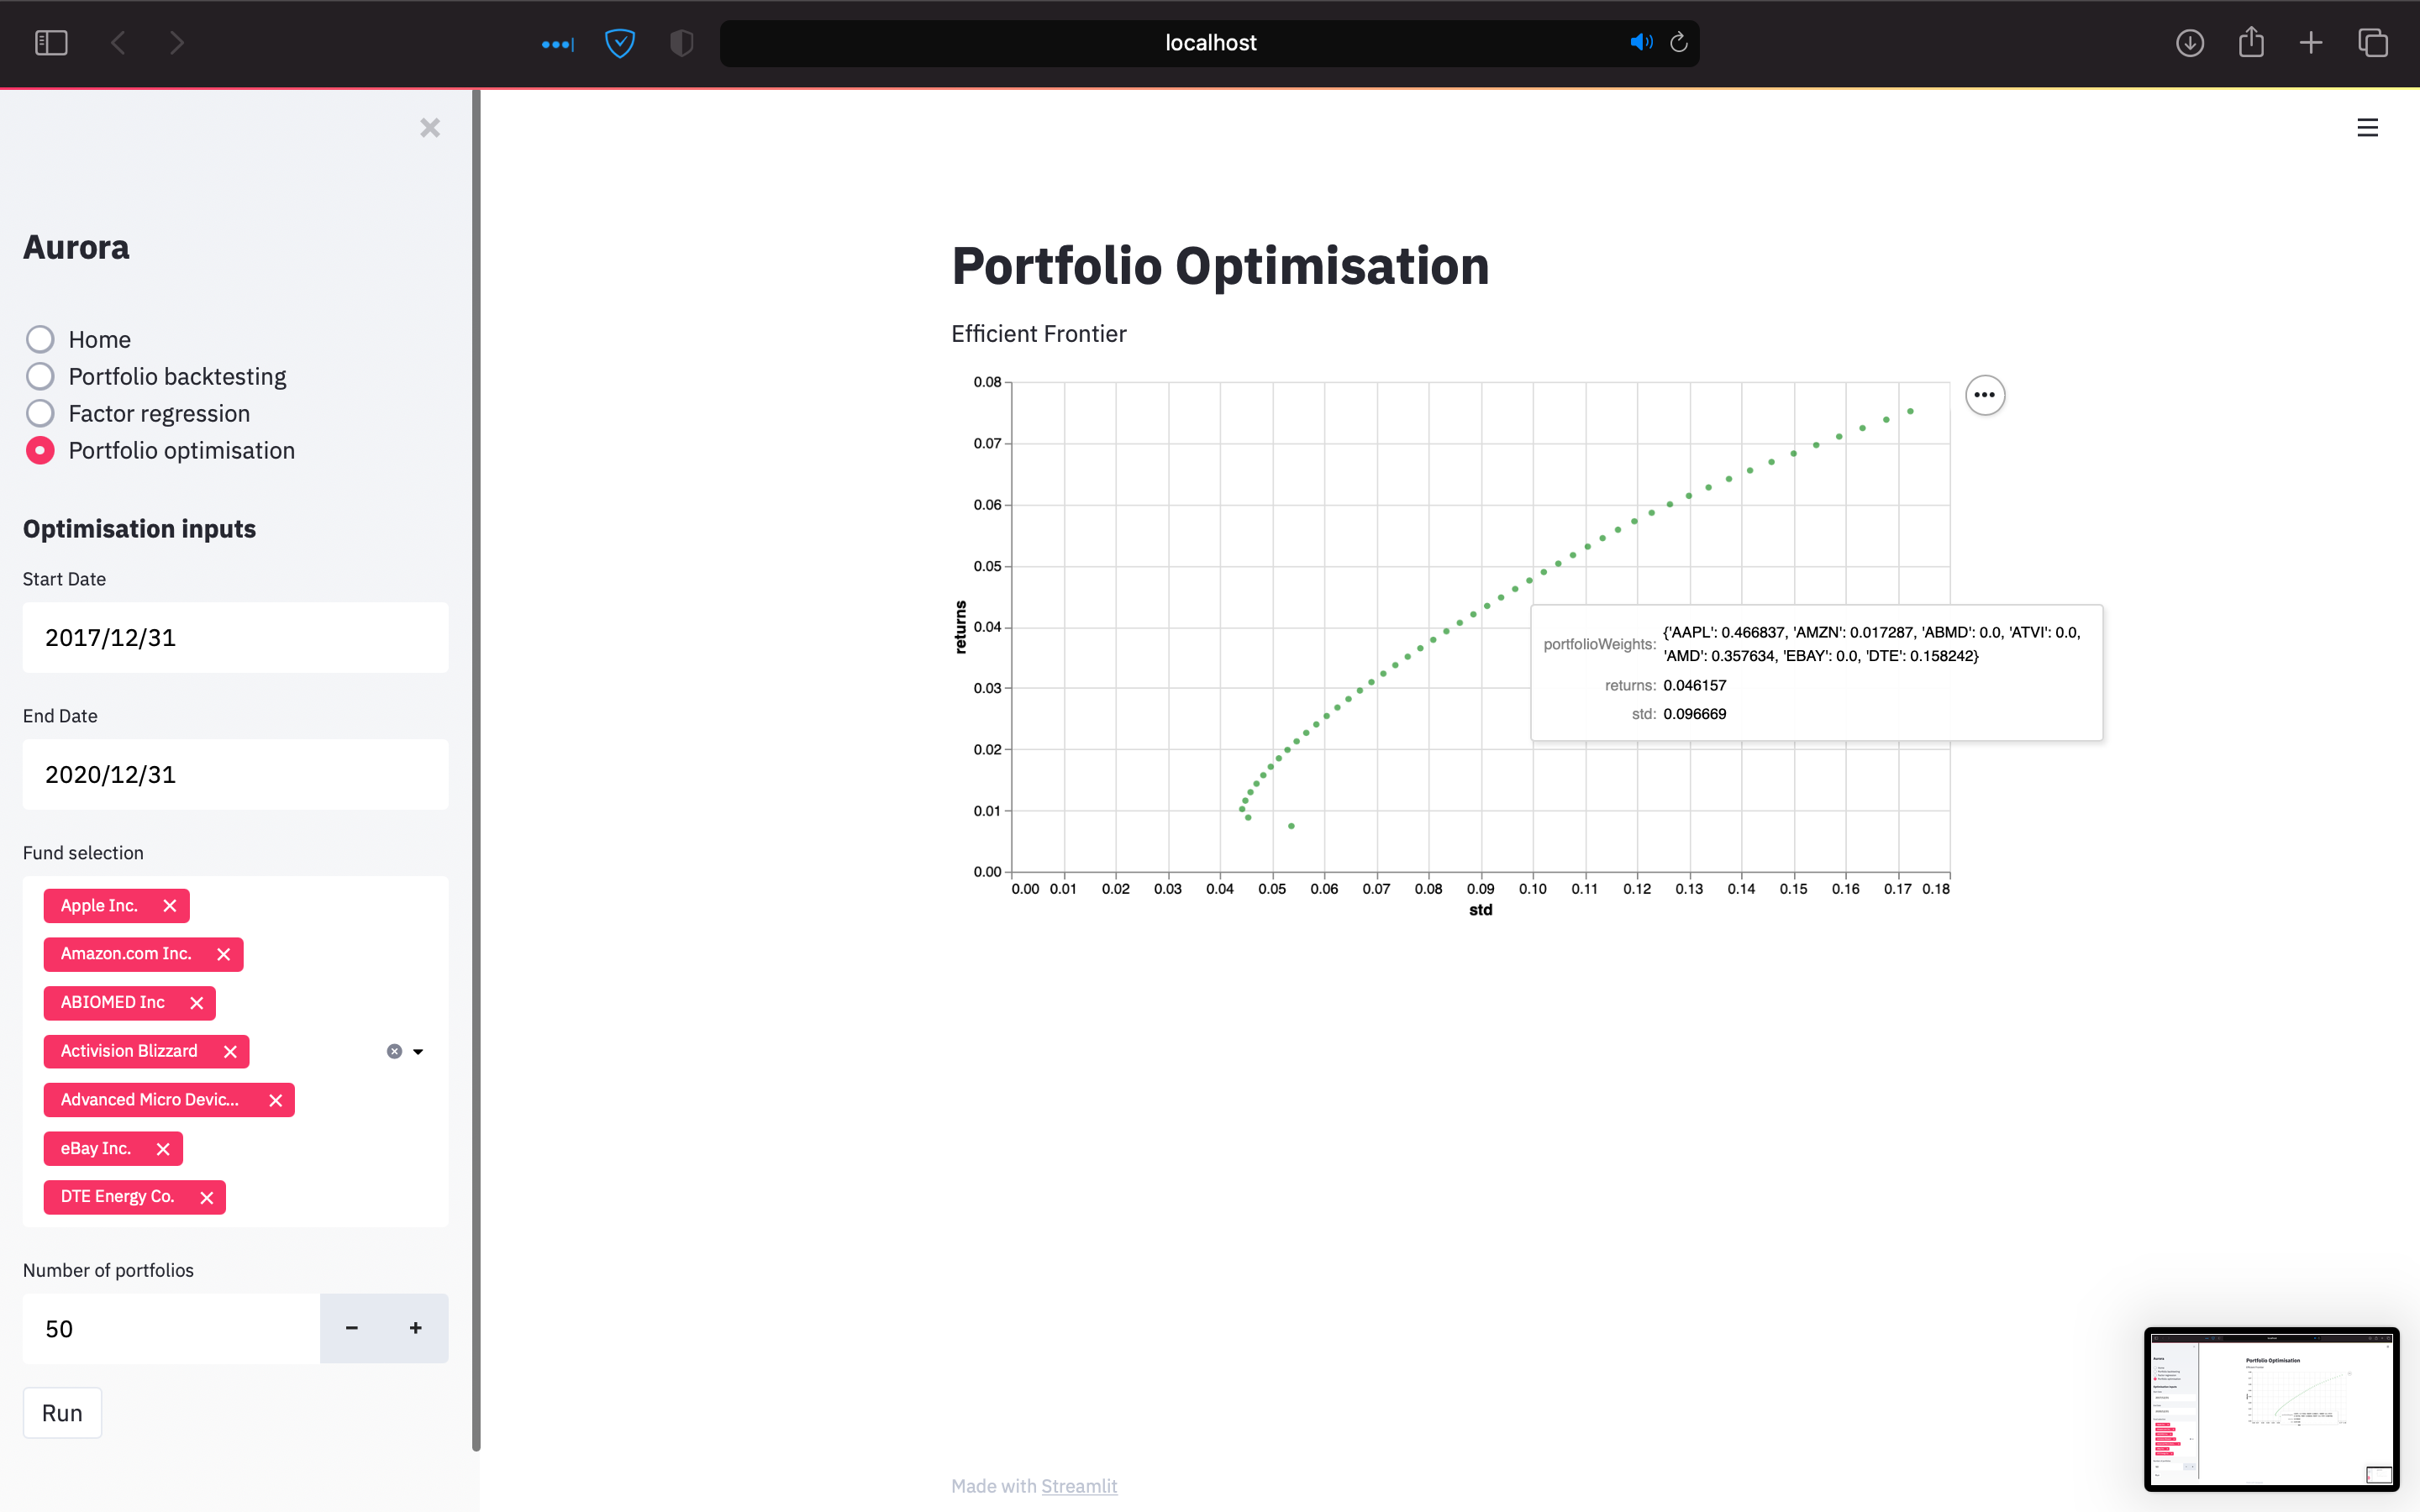 localhost
Aurora
Home
Portfolio backtesting
Factor regression
Portfolio optimisation
Optimisation inputs
Start Date
2017/12/31
End Date
2020/12/31
Fund selection
Apple Inc.
Amazon.com Inc.
ABIOMED Inc
Activision Blizzard
Advanced Micro Devic...
eBay Inc.
DTE Energy Co.
Number of portfolios
50
Run
Portfolio Optimisation
Efficient Frontier
0.08
0.07
0.06
0.05
0.04
0.03
0.02
0.01
0.00
returns
0.00 0.01 0.02 0.03 0.04 0.05 0.06 0.07 0.08 0.09 0.10 0.11 0.12 0.13 0.14 0.15 0.16 0.17 0.18
std
portfolioWeights: {'AAPL': 0.466837, 'AMZN': 0.017287, 'ABMD': 0.0, 'ATVI': 0.0,
'AMD': 0.357634, 'EBAY': 0.0, 'DTE': 0.158242}
returns: 0.046157
std: 0.096669
Made with Streamlit
Portfolio Optimisation